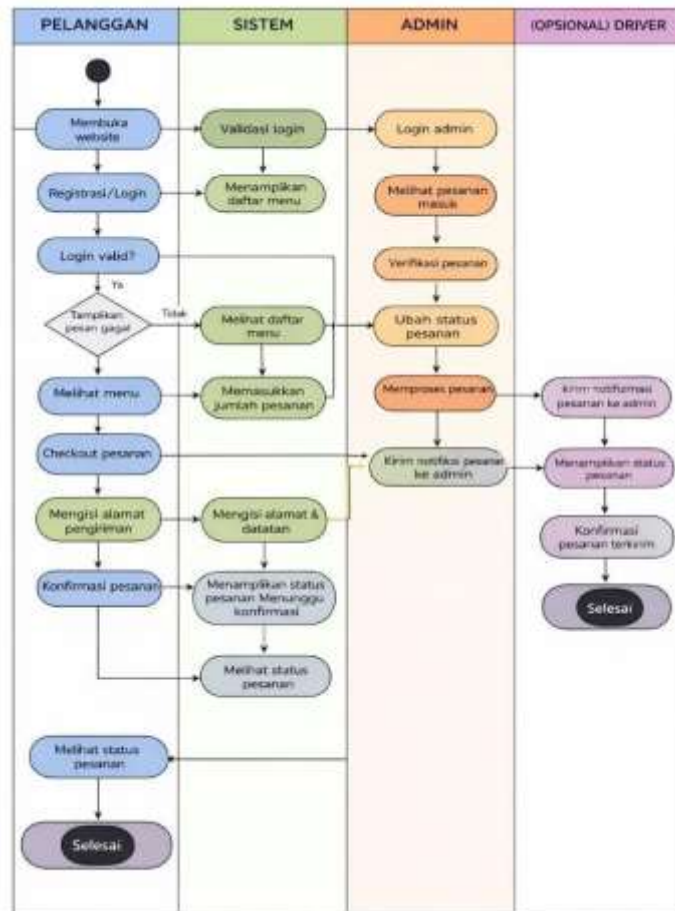 PELANGGAN
SISTEM
ADMIN
(OPSIONAL) DRIVER
Membuka
website
Validasi login
Login admin
Registrasi/Login
Menampilkan
daftar menu
Melihat pesanan
masuk
Login valid?
Verifikasi pesanan
Ya
Tampilkan
pesan gagal
Tidak
Melihat daftar
menu
Ubah status
pesanan
Melihat menu
Memasukkan
jumlah pesanan
Memproses pesanan
Kirim notifikasi
pesanan ke admin
Checkout pesanan
Kirim notifikas pesanar
ke admin
Menampilkan status
pesanan
Mengisi alamat
pengiriman
Mengisi alamat &
datatan
Konfirmasi
pesanan terkirim
Konfirmasi pesanan
Menamplikan status
pesanan Menunggu
konfirmasi
Selesai
Melihat status
pesanan
Melihat status
pesanan
Selesai